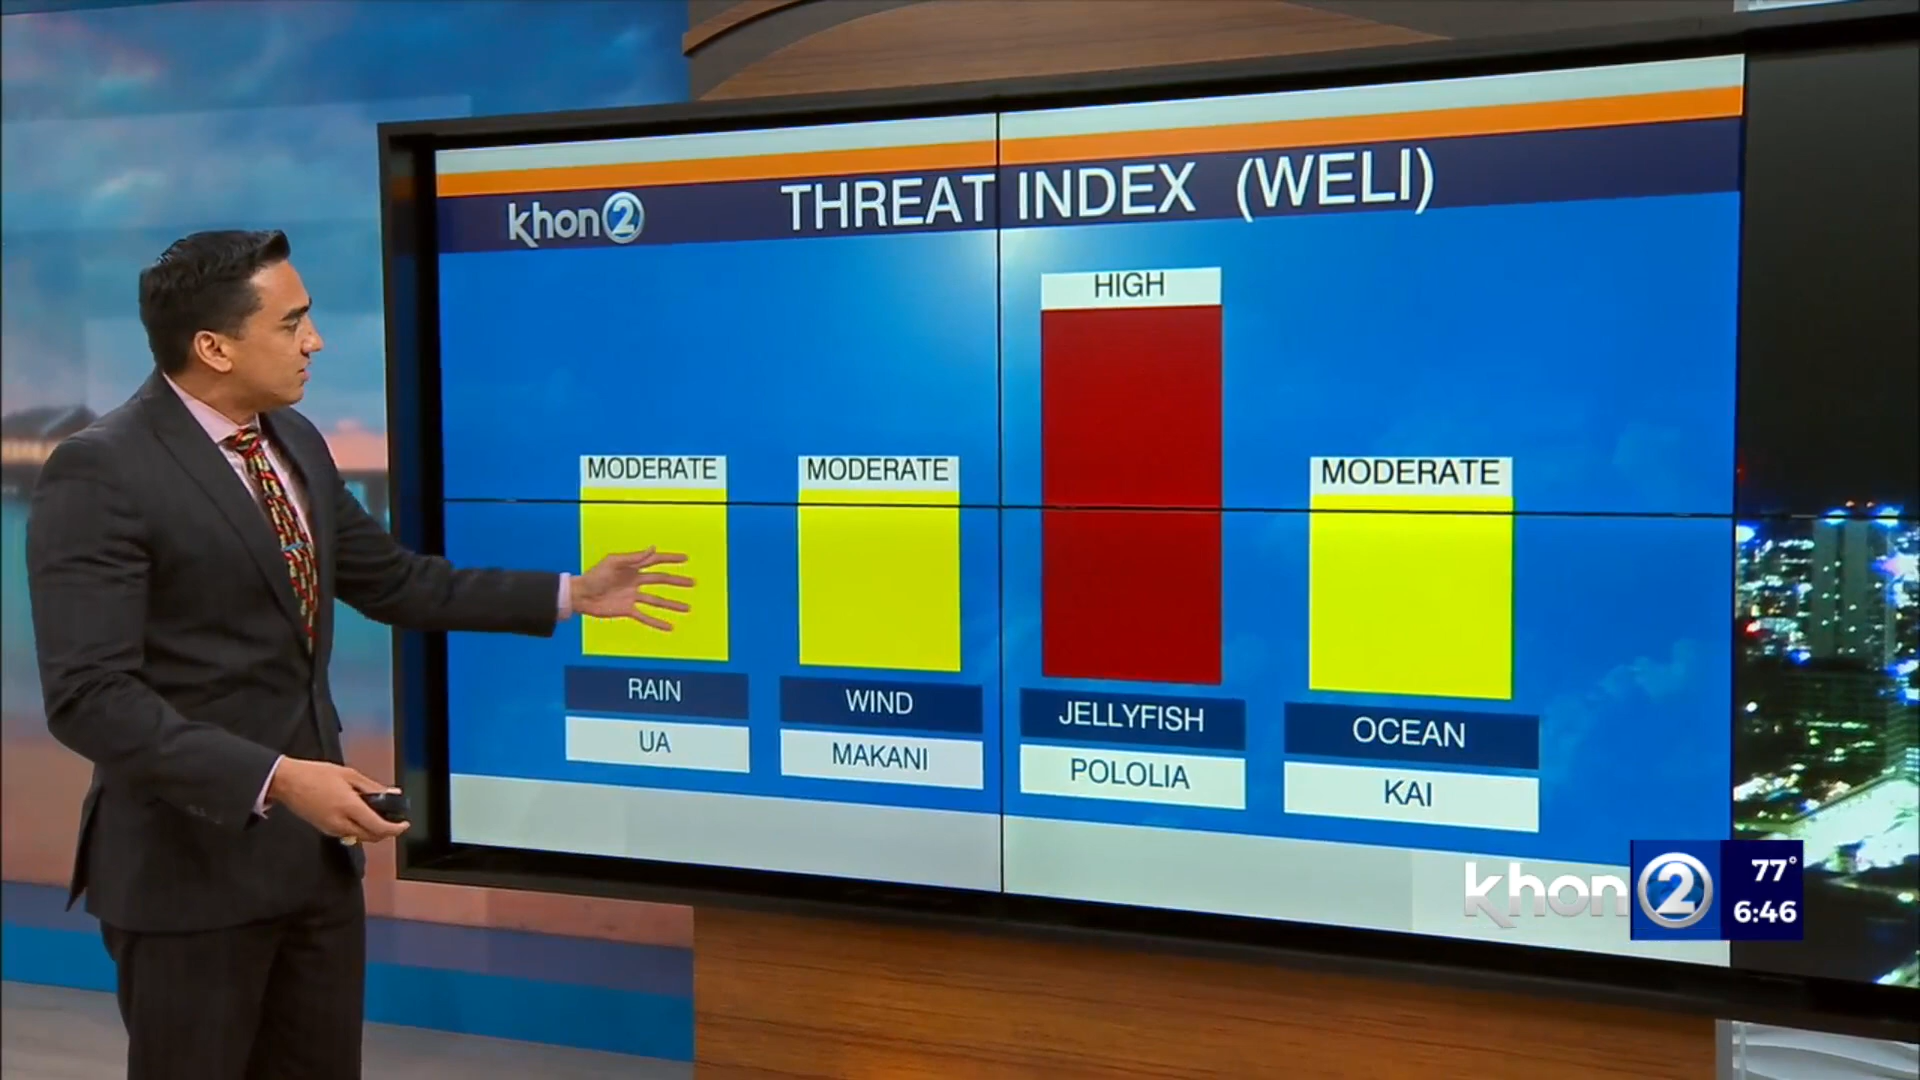 khon2
THREAT INDEX (WELI)
MODERATE
MODERATE
HIGH
MODERATE
RAIN
WIND
JELLYFISH
OCEAN
UA
MAKANI
POLOLIA
KAI
khon2
77°
6:46